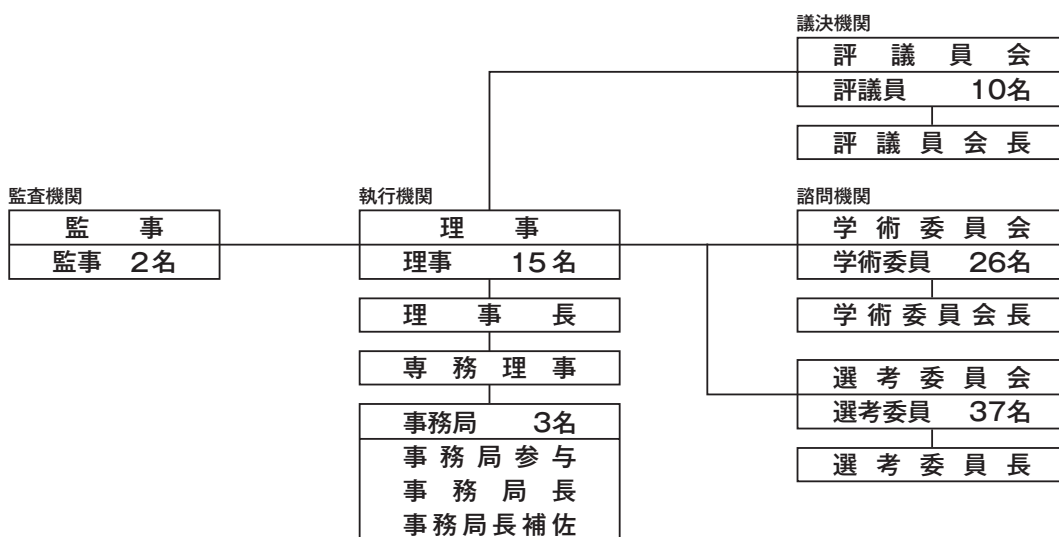 議決機関
評議員会
評議員 10名
評議員会長
監査機関
監事
監事 2名
執行機関
理事
理事 15名
理事長
専務理事
事務局 3名
事務局参与
事務局長
事務局長補佐
諮問機関
学術委員会
学術委員 26名
学術委員会長
選考委員会
選考委員 37名
選考委員長